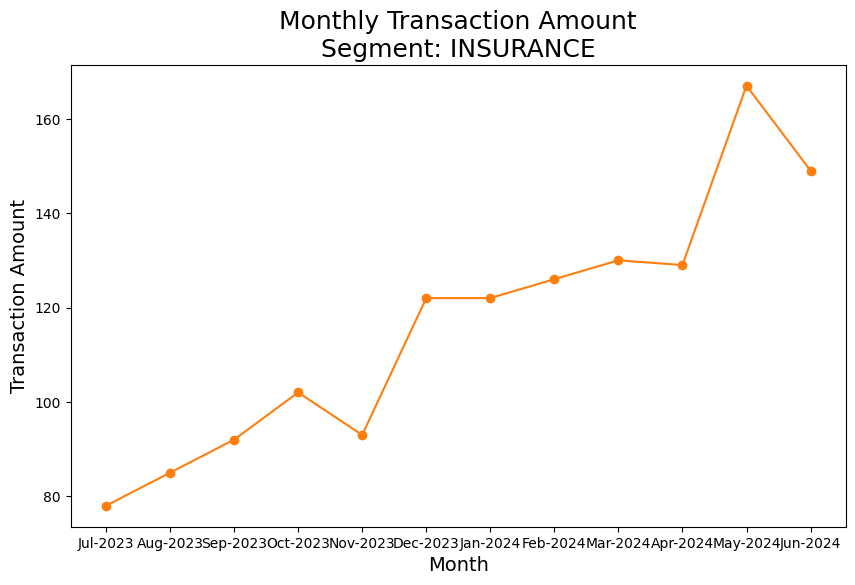 Monthly Transaction Amount
Segment: INSURANCE
Transaction Amount
160
140
120
100
80
Jul-2023 Aug-2023 Sep-2023 Oct-2023 Nov-2023 Dec-2023 Jan-2024 Feb-2024 Mar-2024 Apr-2024 May-2024 Jun-2024
Month